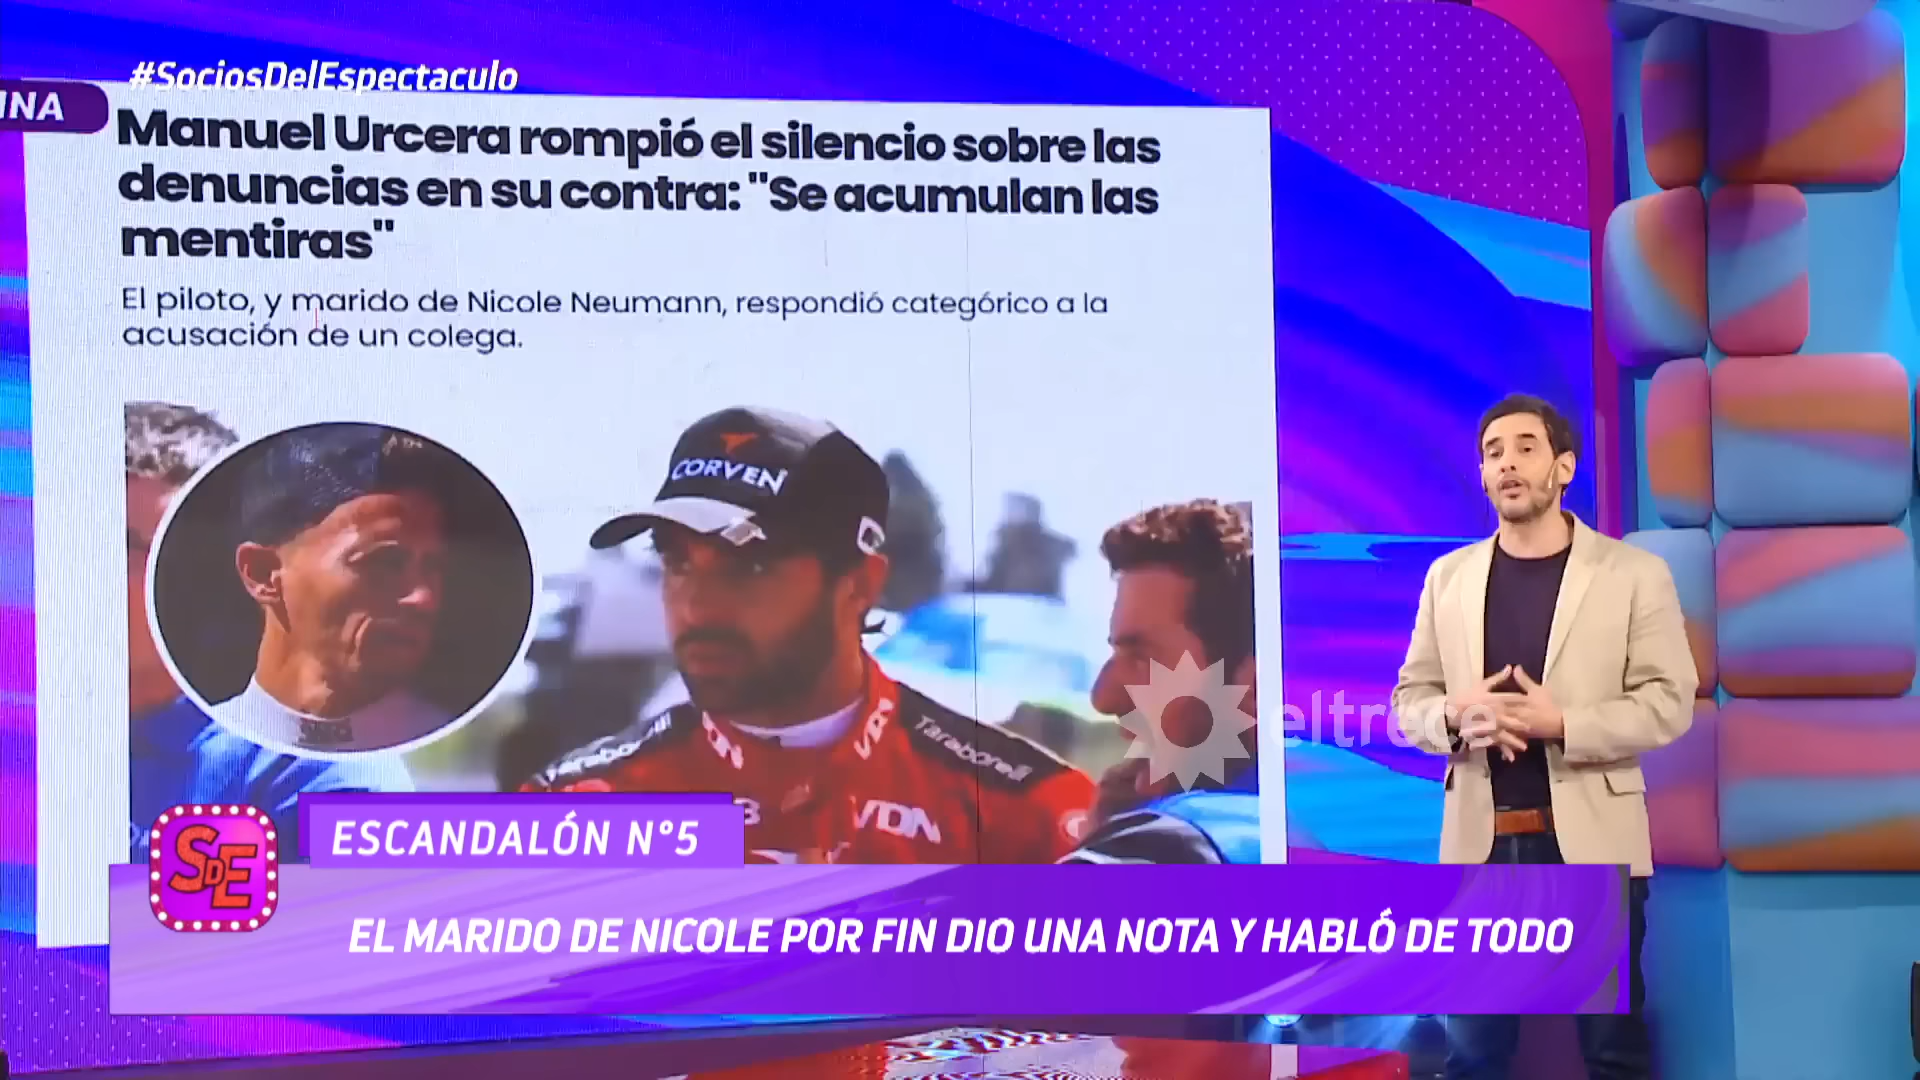 #SociosDelEspectaculo
INA
Manuel Urcera rompió el silencio sobre las
denuncias en su contra: "Se acumulan las
mentiras"
El piloto, y marido de Nicole Neumann, respondió categórico a la
acusación de un colega.
CORVEN
Taraborelli
VDN
Taraborelli
VDN
eltrece
ESCANDALÓN N°5
SDE
EL MARIDO DE NICOLE POR FIN DIO UNA NOTA Y HABLÓ DE TODO